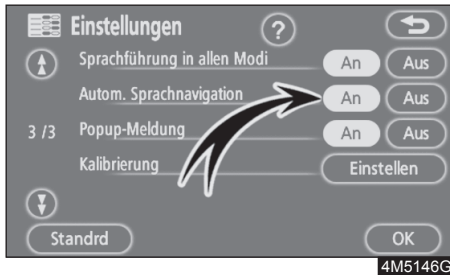 Einstellungen ?
Sprachführung in allen Modi An Aus
Autom. Sprachnavigation An Aus
3 /3 Popup-Meldung An Aus
Kalibrierung Einstellen
Standrd OK
4M5146G